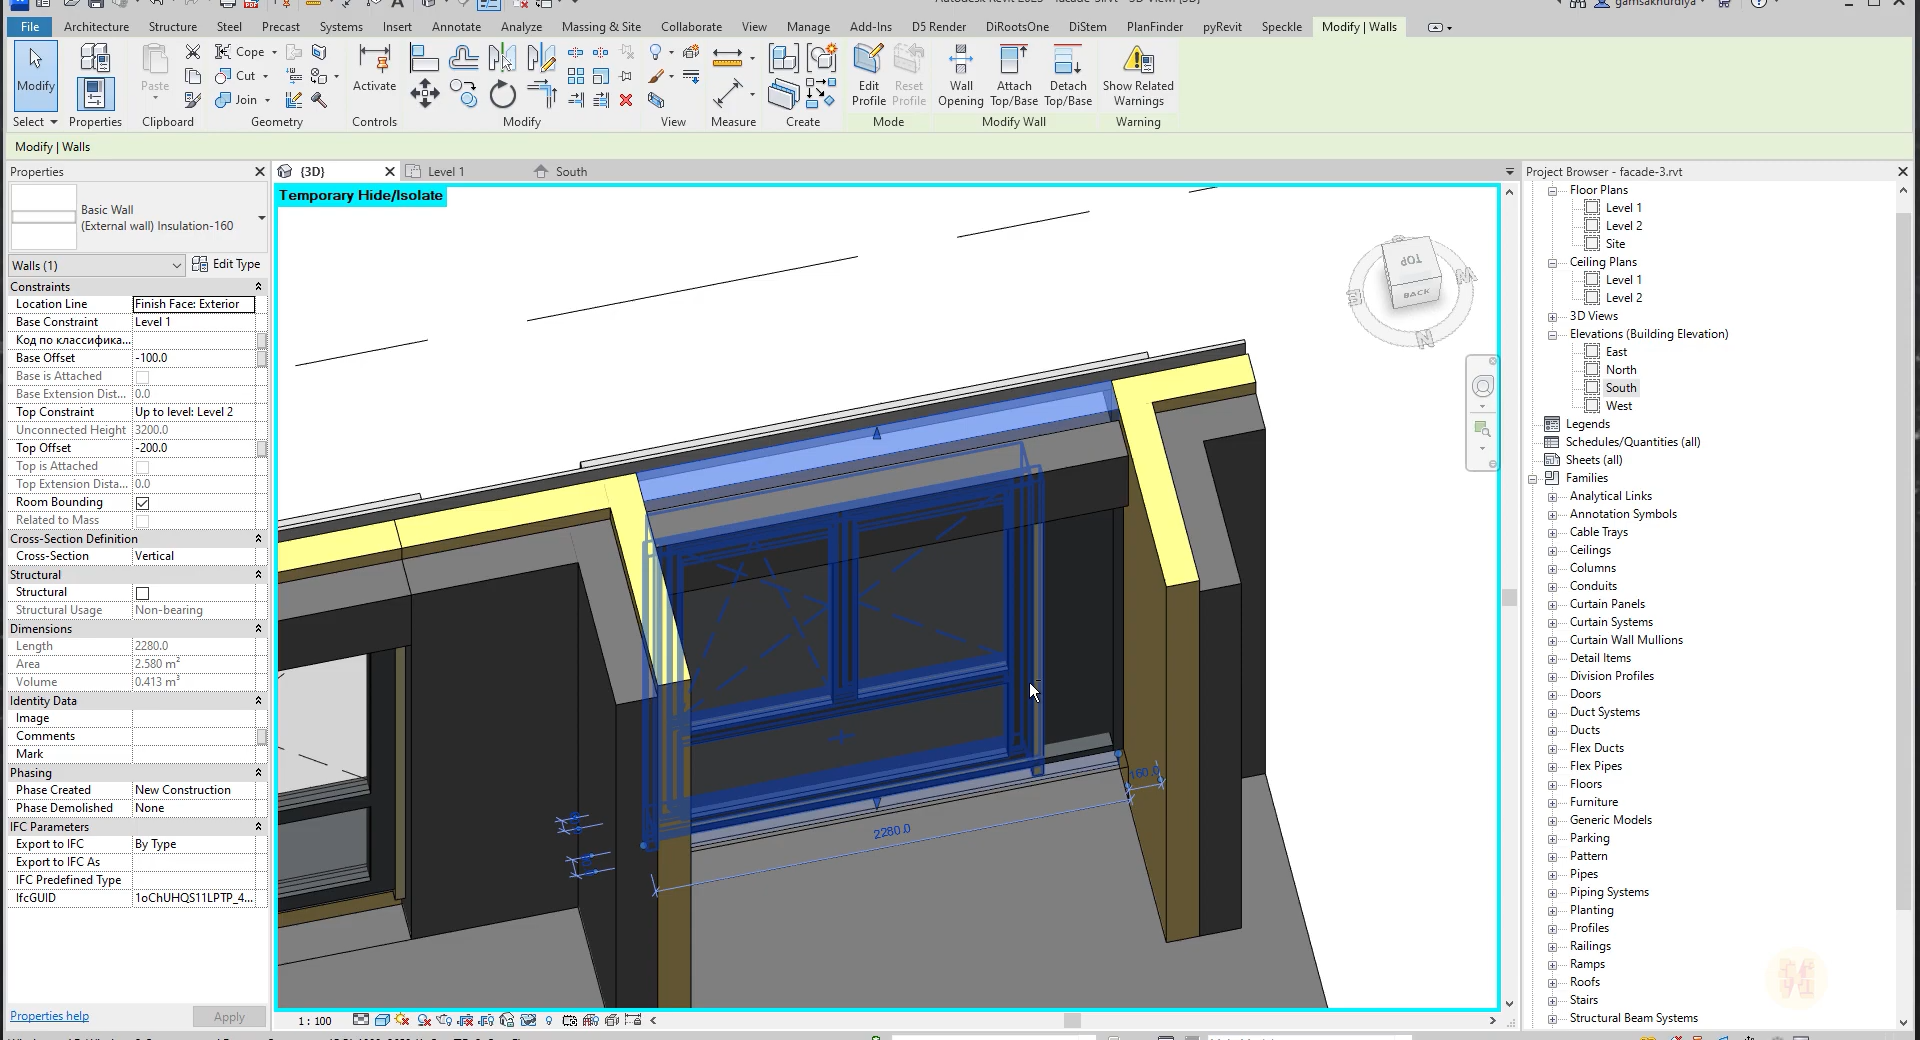 Autodesk Revit 2023 - facade-3.rvt - 3D View: {3D}
gamsakhurdiya
File Architecture Structure Steel Precast Systems Insert Annotate Analyze Massing & Site Collaborate View Manage Add-Ins D5 Render DiRootsOne DiStem PlanFinder pyRevit Speckle Modify | Walls
Modify
Properties
Paste
Cope
Cut
Join
Activate
Edit Profile
Reset Profile
Wall Opening
Attach Top/Base
Detach Top/Base
Show Related Warnings
Select Properties Clipboard Geometry Controls Modify View Measure Create Mode Modify Wall Warning
Modify | Walls
Properties
Basic Wall
(External wall) Insulation-160
Walls (1) Edit Type
Constraints
Location Line Finish Face: Exterior
Base Constraint Level 1
Код по классифика...
Base Offset -100.0
Base is Attached
Base Extension Dist... 0.0
Top Constraint Up to level: Level 2
Unconnected Height 3200.0
Top Offset -200.0
Top is Attached
Top Extension Dista... 0.0
Room Bounding
Related to Mass
Cross-Section Definition
Cross-Section Vertical
Structural
Structural
Structural Usage Non-bearing
Dimensions
Length 2280.0
Area 2.580 m²
Volume 0.413 m³
Identity Data
Image
Comments
Mark
Phasing
Phase Created New Construction
Phase Demolished None
IFC Parameters
Export to IFC By Type
Export to IFC As
IFC Predefined Type
IfcGUID 1oChUHQS11LPTP_4...
Properties help Apply
{3D} Level 1 South
Temporary Hide/Isolate
TOP
BACK
E
W
N
160.0
2280.0
1 : 100
Project Browser - facade-3.rvt
Floor Plans
Level 1
Level 2
Site
Ceiling Plans
Level 1
Level 2
3D Views
Elevations (Building Elevation)
East
North
South
West
Legends
Schedules/Quantities (all)
Sheets (all)
Families
Analytical Links
Annotation Symbols
Cable Trays
Ceilings
Columns
Conduits
Curtain Panels
Curtain Systems
Curtain Wall Mullions
Detail Items
Division Profiles
Doors
Duct Systems
Ducts
Flex Ducts
Flex Pipes
Floors
Furniture
Generic Models
Parking
Pattern
Pipes
Piping Systems
Planting
Profiles
Railings
Ramps
Roofs
Stairs
Structural Beam Systems